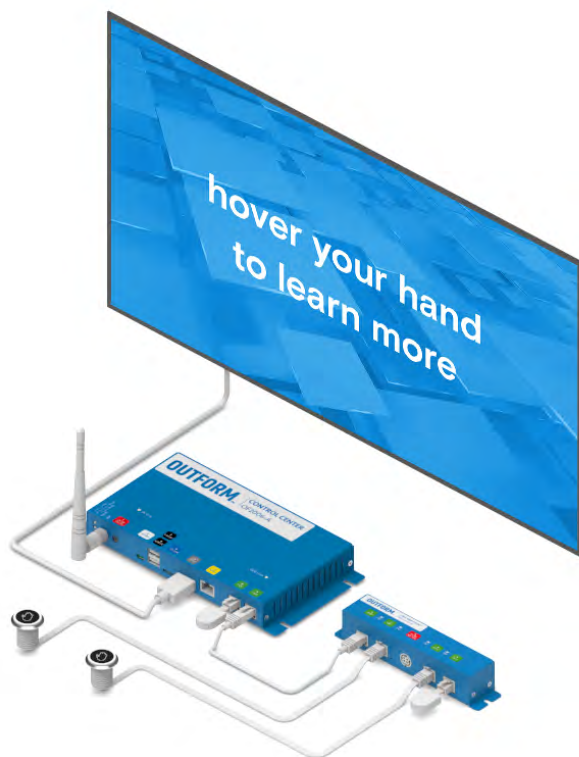 hover your hand
to learn more
OUTFORM
CONTROL CENTER
OUTFORM